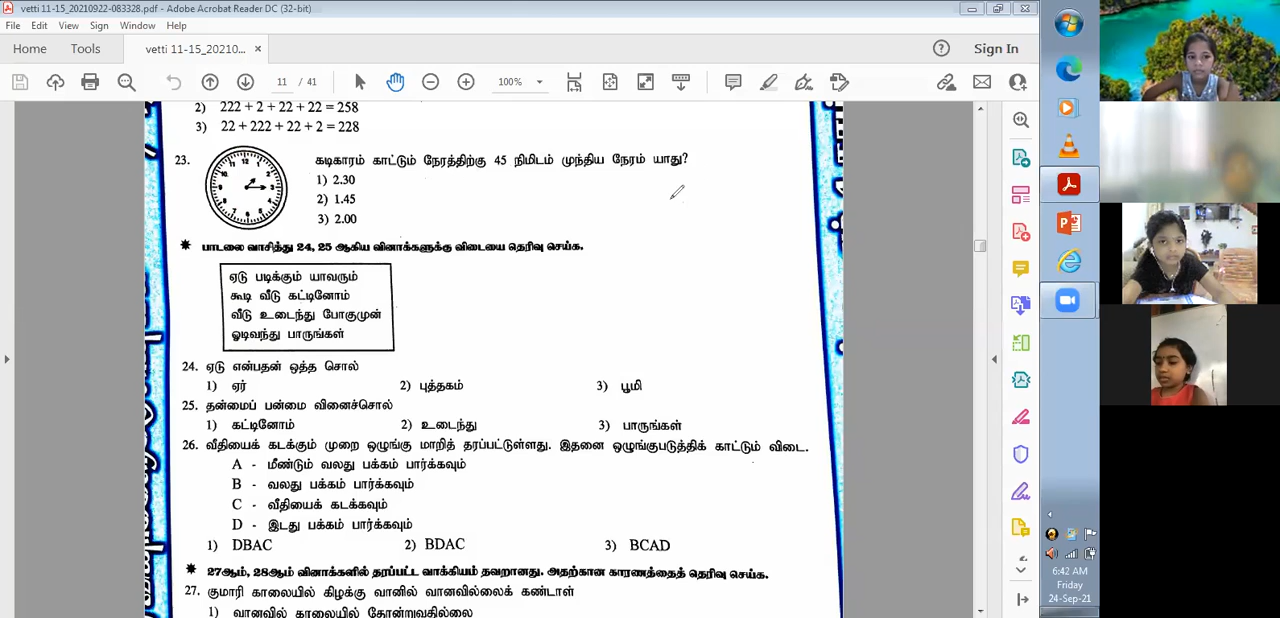 vetti 11-15_20210922-083328.pdf - Adobe Acrobat Reader DC (32-bit)
File Edit View Sign Window Help
Home Tools vetti 11-15_20210... × Sign In
11 / 41 100%
2) 222 + 2 + 22 + 22 = 258
3) 22 + 222 + 22 + 2 = 228
23. கடிகாரம் காட்டும் நேரத்திற்கு 45 நிமிடம் முந்திய நேரம் யாது?
1) 2.30
2) 1.45
3) 2.00
* பாடலை வாசித்து 24, 25 ஆகிய வினாக்களுக்கு விடையை தெரிவு செய்க.
ஏடு படிக்கும் யாவரும்
கூடி வீடு கட்டினோம்
வீடு உடைந்து போகுமுன்
ஓடிவந்து பாருங்கள்
24. ஏடு என்பதன் ஒத்த சொல்
1) ஏர் 2) புத்தகம் 3) பூமி
25. தன்மைப் பன்மை வினைச்சொல்
1) கட்டினோம் 2) உடைந்து 3) பாருங்கள்
26. வீதியைக் கடக்கும் முறை ஒழுங்கு மாறித் தரப்பட்டுள்ளது. இதனை ஒழுங்குபடுத்திக் காட்டும் விடை.
A - மீண்டும் வலது பக்கம் பார்க்கவும்
B - வலது பக்கம் பார்க்கவும்
C - வீதியைக் கடக்கவும்
D - இடது பக்கம் பார்க்கவும்
1) DBAC 2) BDAC 3) BCAD
* 27ஆம், 28ஆம் வினாக்களில் தரப்பட்ட வாக்கியம் தவறானது. அதற்கான காரணத்தைத் தெரிவு செய்க.
27. குமாரி காலையில் கிழக்கு வானில் வானவில்லைக் கண்டாள்
1) வானவில் காலையில் தோன்றுவதில்லை
6:42 AM
Friday
24-Sep-21